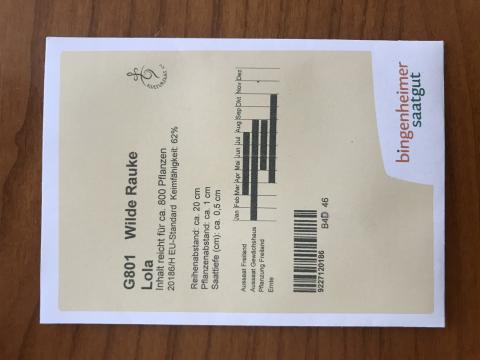 G801 Wilde Rauke
Lola
Inhalt reicht für ca. 800 Pflanzen
20186/H EU-Standard Keimfähigkeit: 62%
Reihenabstand: ca. 20 cm
Pflanzenabstand: ca. 1 cm
Saattiefe (cm): ca. 0,5 cm
Jan Feb Mar Apr Mai Jun Jul Aug Sep Okt Nov Dez
Aussaat Freiland
Aussaat Gewächshaus
Pflanzung Freiland
Ernte
9227120186
B4D 46
bingenheimer
saatgut